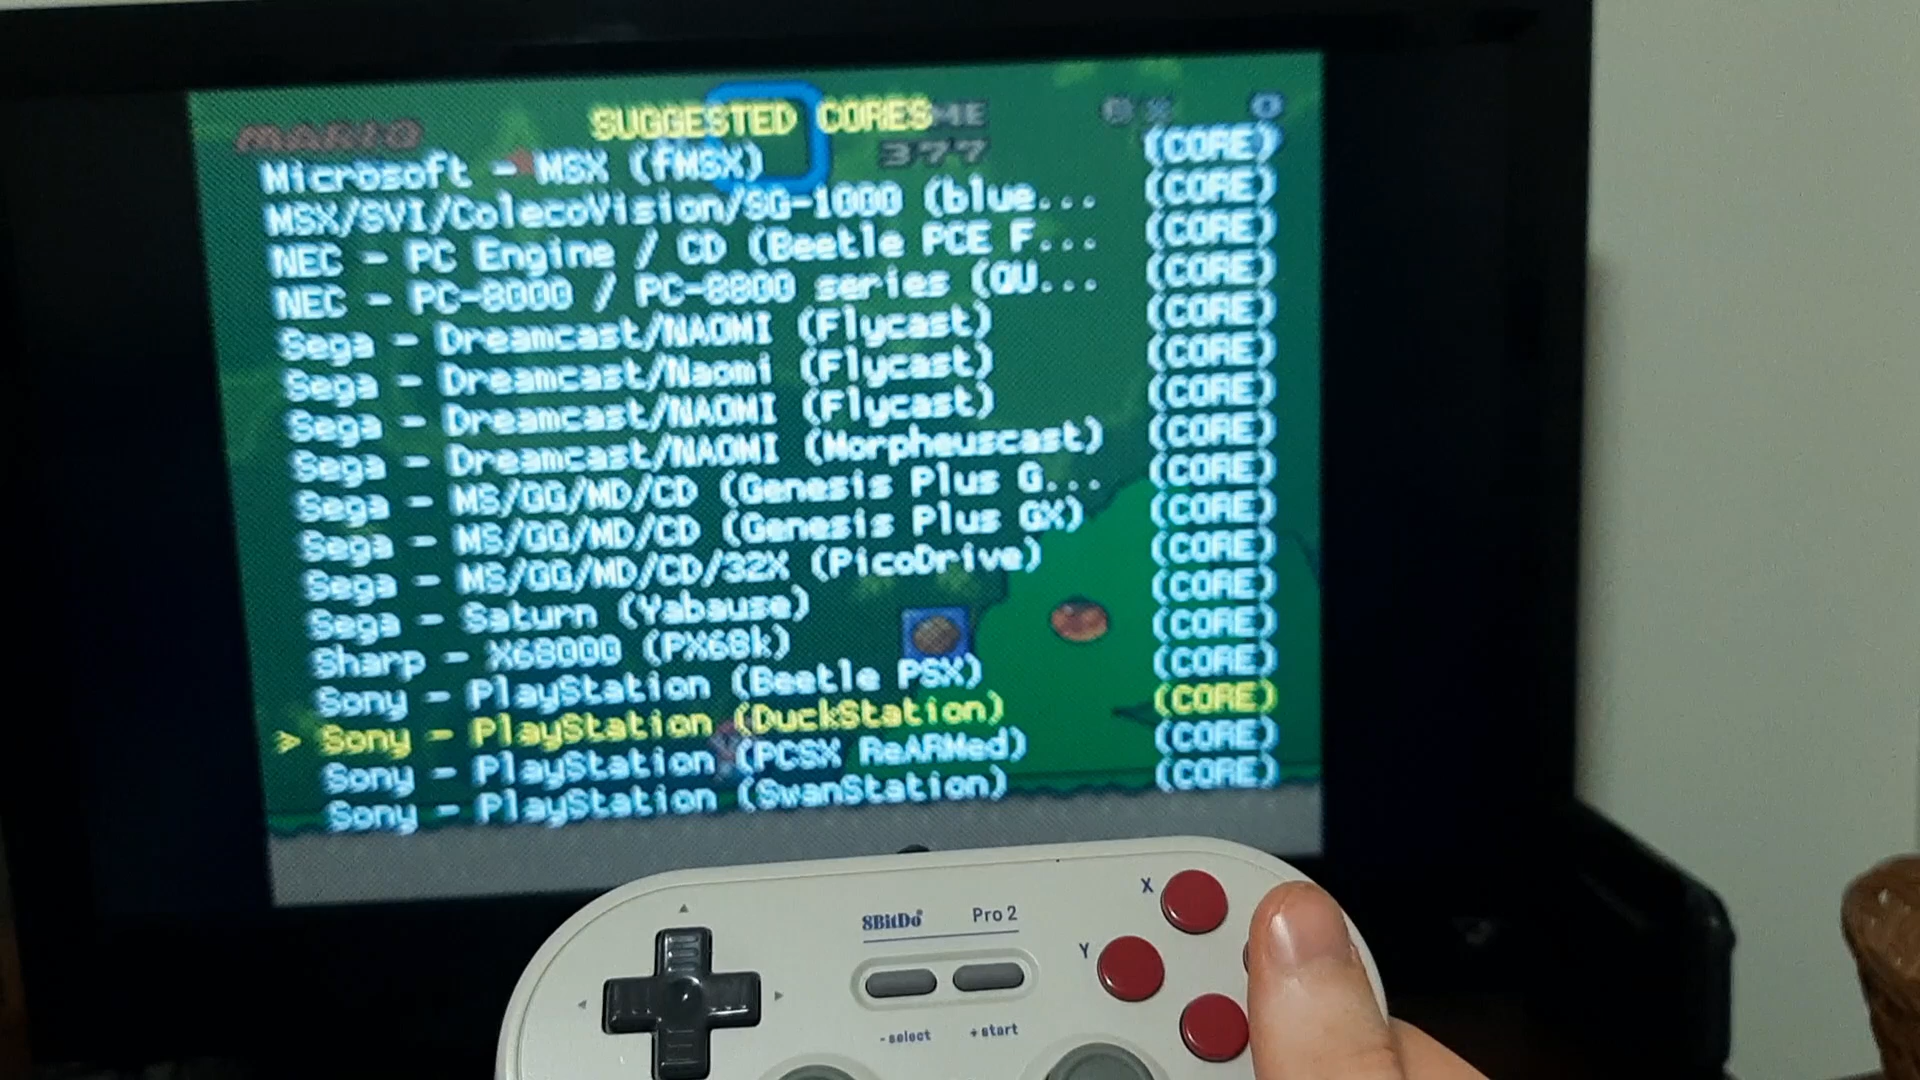 SUGGESTED CORES
MARIO
ME
377
0
Microsoft - MSX (fMSX) (CORE)
MSX/SVI/ColecoVision/SG-1000 (blue... (CORE)
NEC - PC Engine / CD (Beetle PCE F... (CORE)
NEC - PC-8000 / PC-8800 series (QU... (CORE)
Sega - Dreamcast/NAOMI (Flycast) (CORE)
Sega - Dreamcast/Naomi (Flycast) (CORE)
Sega - Dreamcast/NAOMI (Flycast) (CORE)
Sega - Dreamcast/NAOMI (Morpheuscast) (CORE)
Sega - MS/GG/MD/CD (Genesis Plus G... (CORE)
Sega - MS/GG/MD/CD (Genesis Plus GX) (CORE)
Sega - MS/GG/MD/CD/32X (PicoDrive) (CORE)
Sega - Saturn (Yabause) (CORE)
Sharp - X68000 (PX68k) (CORE)
Sony - PlayStation (Beetle PSX) (CORE)
> Sony - PlayStation (DuckStation) (CORE)
Sony - PlayStation (PCSX ReARMed) (CORE)
Sony - PlayStation (SwanStation) (CORE)
8BitDo Pro 2
X
Y
-select +start